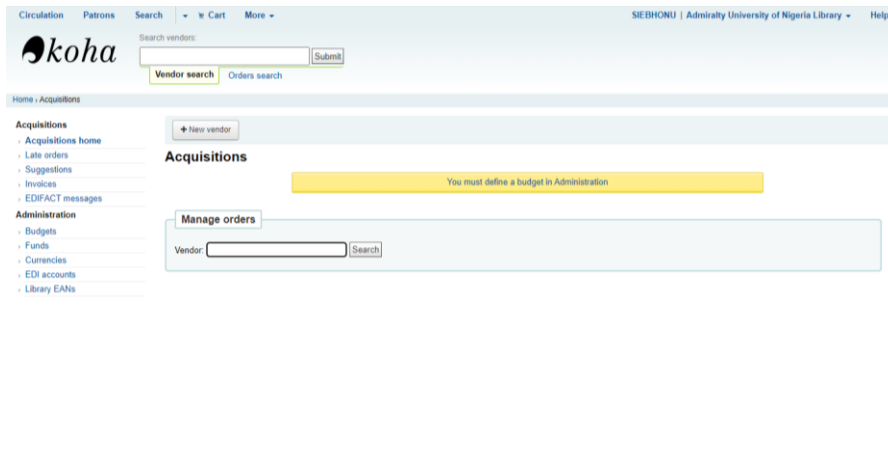 Circulation Patrons Search Cart More SIEBHONU | Admiralty University of Nigeria Library Help
koha
Search vendors:
Submit
Vendor search Orders search
Home › Acquisitions
Acquisitions
Acquisitions home
Late orders
Suggestions
Invoices
EDIFACT messages
Administration
Budgets
Funds
Currencies
EDI accounts
Library EANs
+ New vendor
Acquisitions
You must define a budget in Administration
Manage orders
Vendor: Search